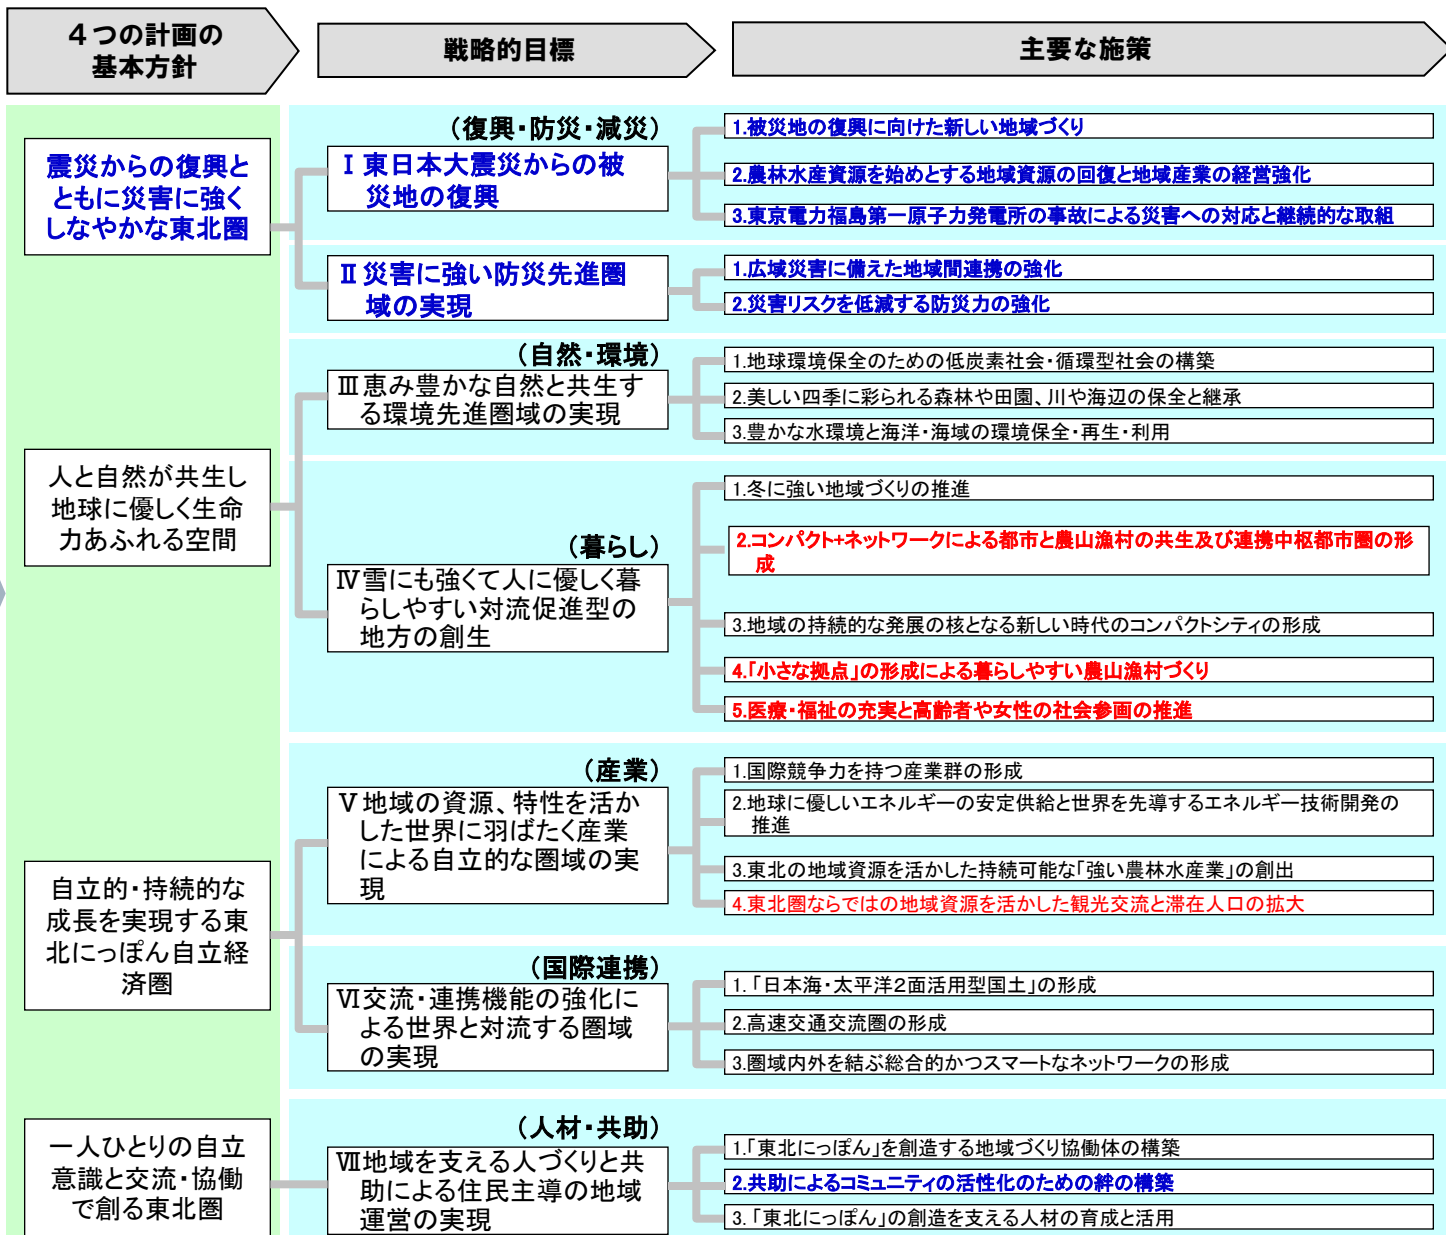 ４つの計画の
基本方針
戦略的目標
主要な施策
震災からの復興と
ともに災害に強く
しなやかな東北圏
（復興・防災・減災）
Ⅰ東日本大震災からの被
災地の復興
1.被災地の復興に向けた新しい地域づくり
2.農林水産資源を始めとする地域資源の回復と地域産業の経営強化
3.東京電力福島第一原子力発電所の事故による災害への対応と継続的な取組
Ⅱ災害に強い防災先進圏
域の実現
1.広域災害に備えた地域間連携の強化
2.災害リスクを低減する防災力の強化
人と自然が共生し
地球に優しく生命
力あふれる空間
（自然・環境）
Ⅲ恵み豊かな自然と共生す
る環境先進圏域の実現
1.地球環境保全のための低炭素社会・循環型社会の構築
2.美しい四季に彩られる森林や田園、川や海辺の保全と継承
3.豊かな水環境と海洋・海域の環境保全・再生・利用
（暮らし）
Ⅳ雪にも強くて人に優しく暮
らしやすい対流促進型の
地方の創生
1.冬に強い地域づくりの推進
2.コンパクト+ネットワークによる都市と農山漁村の共生及び連携中枢都市圏の形
成
3.地域の持続的な発展の核となる新しい時代のコンパクトシティの形成
4.「小さな拠点」の形成による暮らしやすい農山漁村づくり
5.医療・福祉の充実と高齢者や女性の社会参画の推進
自立的・持続的な
成長を実現する東
北にっぽん自立経
済圏
（産業）
Ⅴ地域の資源、特性を活か
した世界に羽ばたく産業
による自立的な圏域の実
現
1.国際競争力を持つ産業群の形成
2.地球に優しいエネルギーの安定供給と世界を先導するエネルギー技術開発の
推進
3.東北の地域資源を活かした持続可能な「強い農林水産業」の創出
4.東北圏ならではの地域資源を活かした観光交流と滞在人口の拡大
（国際連携）
Ⅵ交流・連携機能の強化に
よる世界と対流する圏域
の実現
1.「日本海・太平洋２面活用型国土」の形成
2.高速交通交流圏の形成
3.圏域内外を結ぶ総合的かつスマートなネットワークの形成
一人ひとりの自立
意識と交流・協働
で創る東北圏
（人材・共助）
Ⅶ地域を支える人づくりと共
助による住民主導の地域
運営の実現
1.「東北にっぽん」を創造する地域づくり協働体の構築
2.共助によるコミュニティの活性化のための絆の構築
3.「東北にっぽん」の創造を支える人材の育成と活用